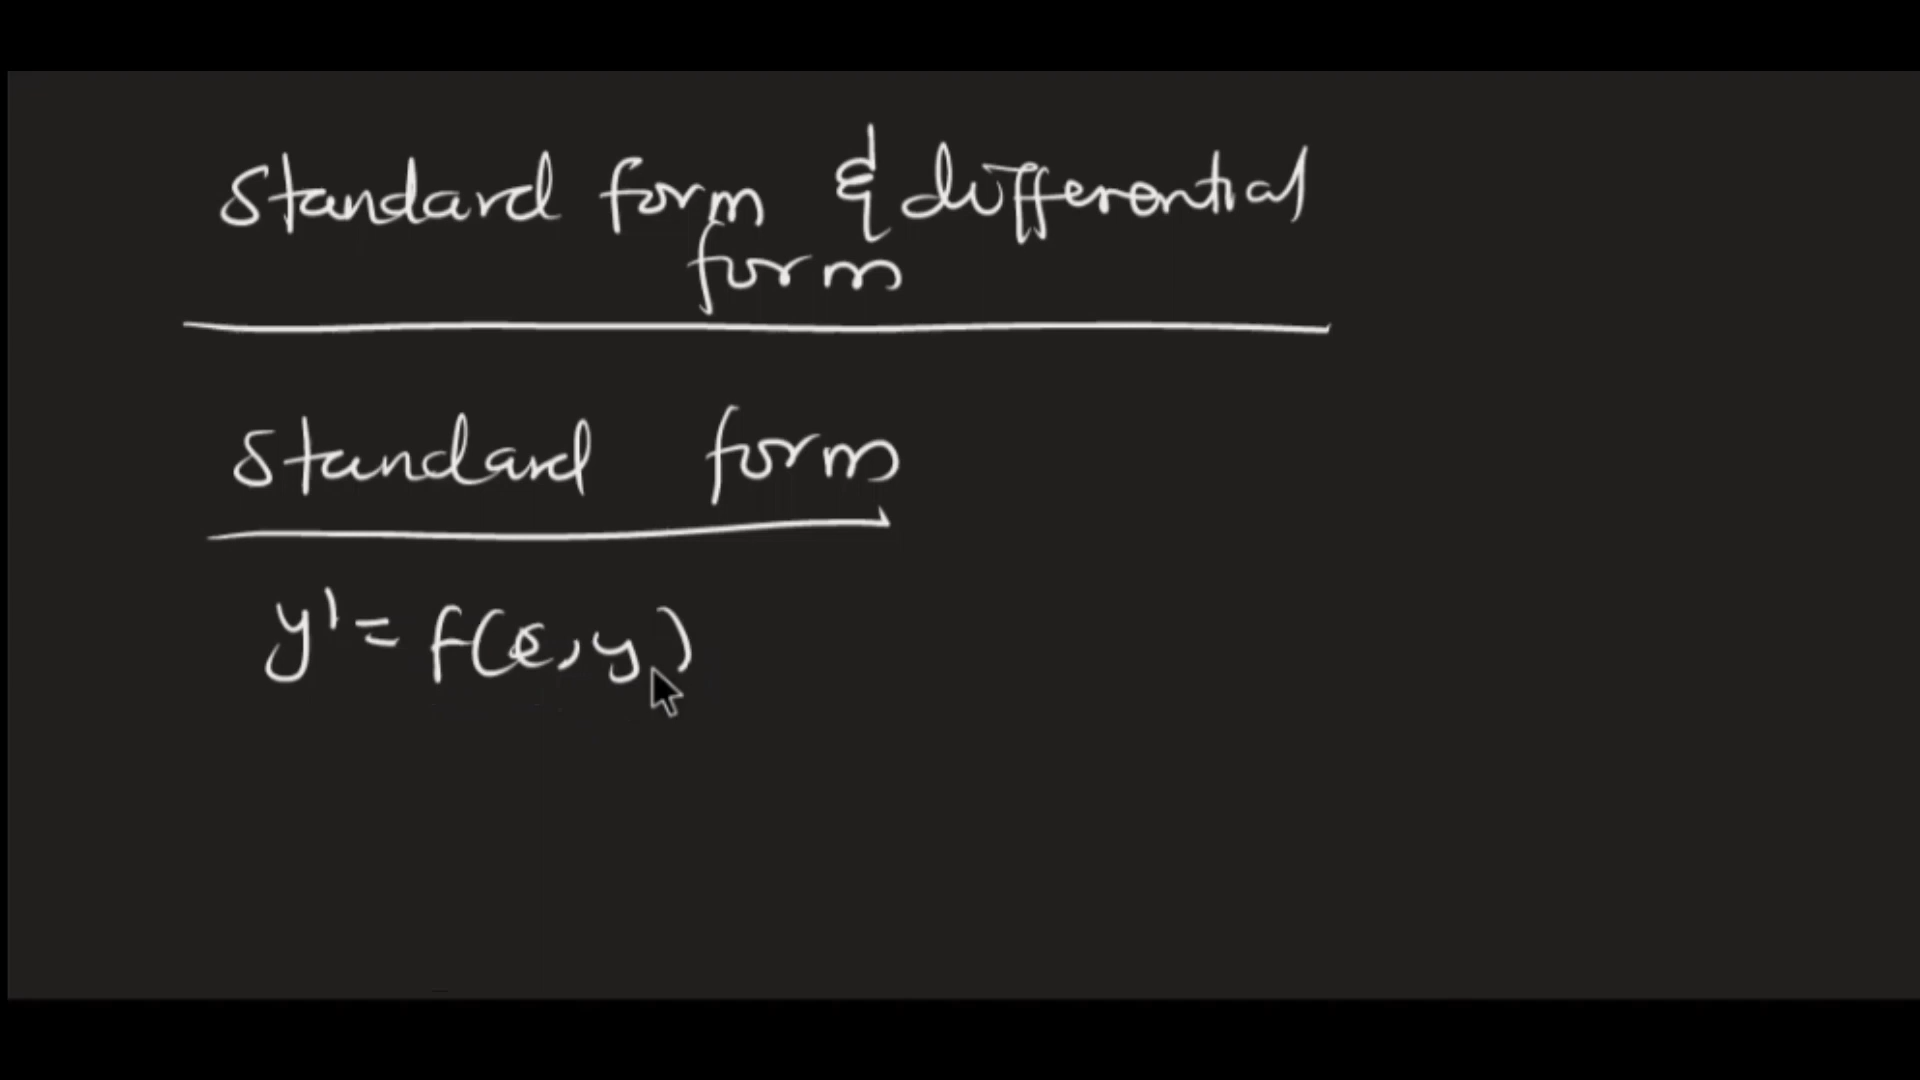 Standard form & differential
form
Standard form
y' = f(x, y)